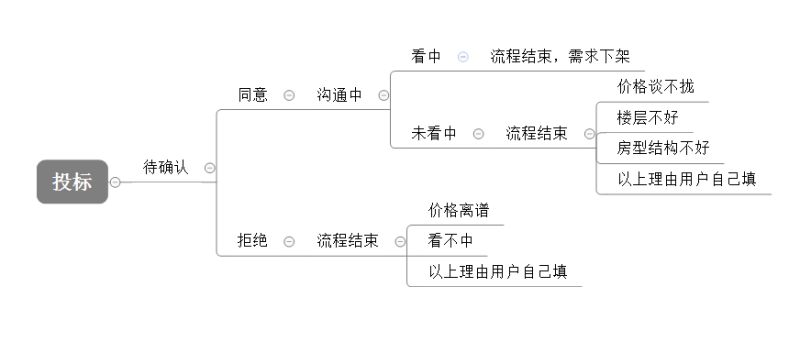 投标
待确认
同意
沟通中
看中
流程结束，需求下架
未看中
流程结束
价格谈不拢
楼层不好
房型结构不好
以上理由用户自己填
拒绝
流程结束
价格离谱
看不中
以上理由用户自己填